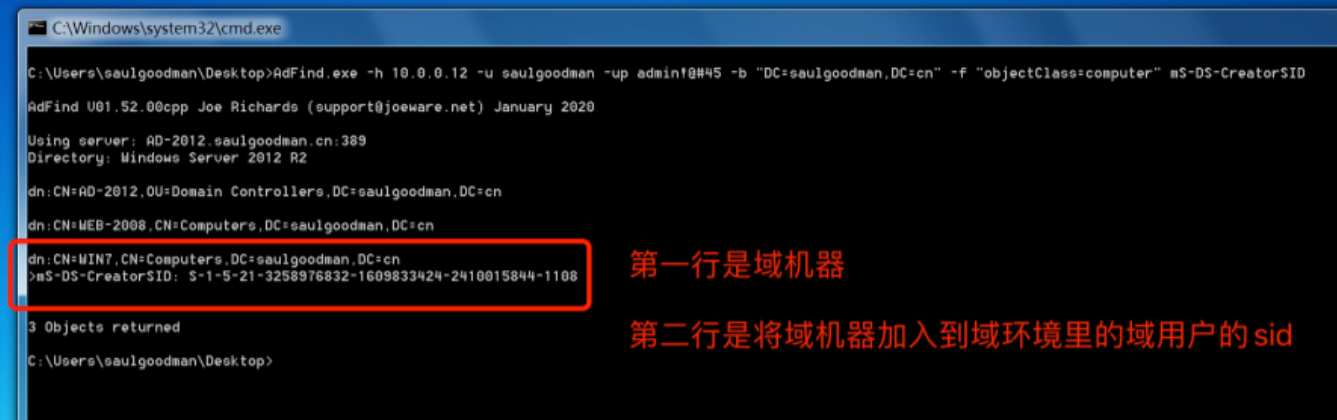 C:\Windows\system32\cmd.exe
C:\Users\saulgoodman\Desktop>AdFind.exe -h 10.0.0.12 -u saulgoodman -up admin!@#45 -b "DC=saulgoodman,DC=cn" -f "objectClass=computer" mS-DS-CreatorSID
AdFind V01.52.00cpp Joe Richards (support@joeware.net) January 2020
Using server: AD-2012.saulgoodman.cn:389
Directory: Windows Server 2012 R2
dn:CN=AD-2012,OU=Domain Controllers,DC=saulgoodman,DC=cn
dn:CN=WEB-2008,CN=Computers,DC=saulgoodman,DC=cn
dn:CN=WIN7,CN=Computers,DC=saulgoodman,DC=cn
>mS-DS-CreatorSID: S-1-5-21-3258976832-1609833424-2410015844-1108
第一行是域机器
3 Objects returned
第二行是将域机器加入到域环境里的域用户的sid
C:\Users\saulgoodman\Desktop>